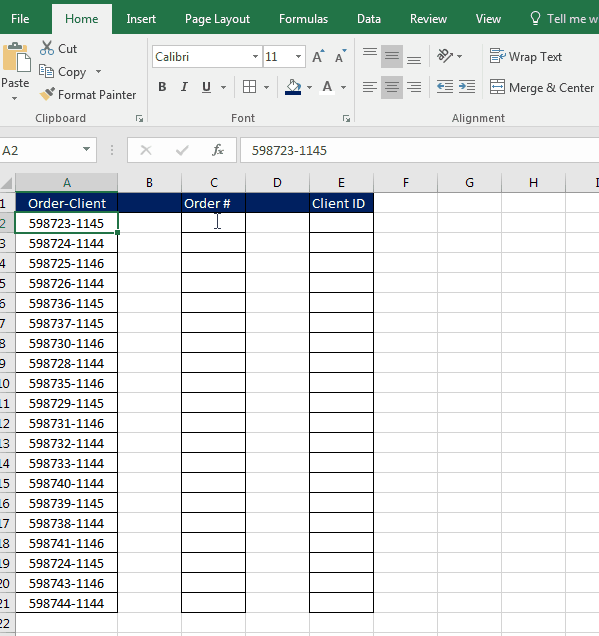 File Home Insert Page Layout Formulas Data Review View Tell me w
Cut
Copy
Format Painter
Paste
Clipboard
Calibri 11 A A
B I U A
Font
Wrap Text
Merge & Center
Alignment
A2 fx 598723-1145
A B C D E F G H I
1 Order-Client Order # Client ID
2 598723-1145
3 598724-1144
4 598725-1146
5 598726-1144
6 598736-1145
7 598737-1145
8 598730-1146
9 598728-1144
10 598735-1146
11 598729-1145
12 598731-1146
13 598732-1144
14 598733-1144
15 598740-1144
16 598739-1145
17 598738-1144
18 598741-1146
19 598724-1145
20 598743-1146
21 598744-1144
22